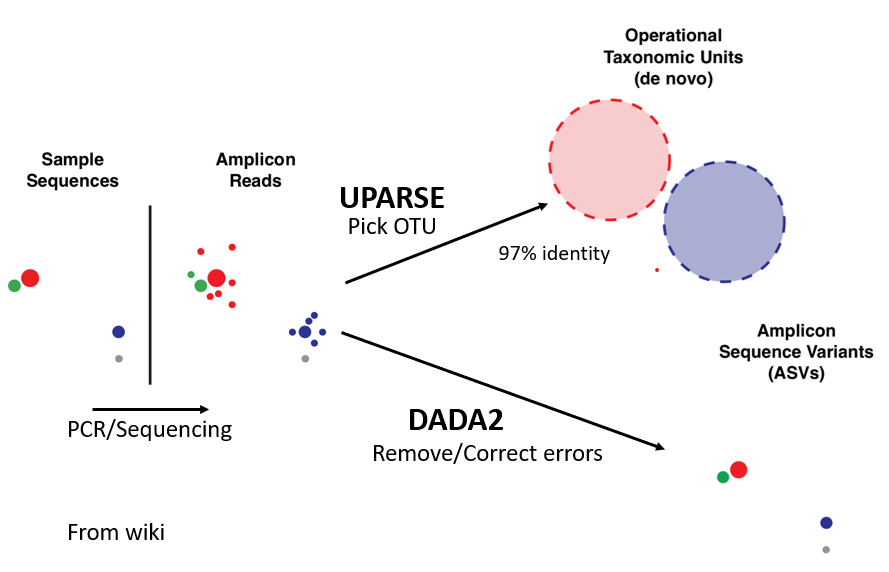 Operational
Taxonomic Units
(de novo)
Sample
Sequences
Amplicon
Reads
UPARSE
Pick OTU
97% identity
Amplicon
Sequence Variants
(ASVs)
DADA2
Remove/Correct errors
PCR/Sequencing
From wiki